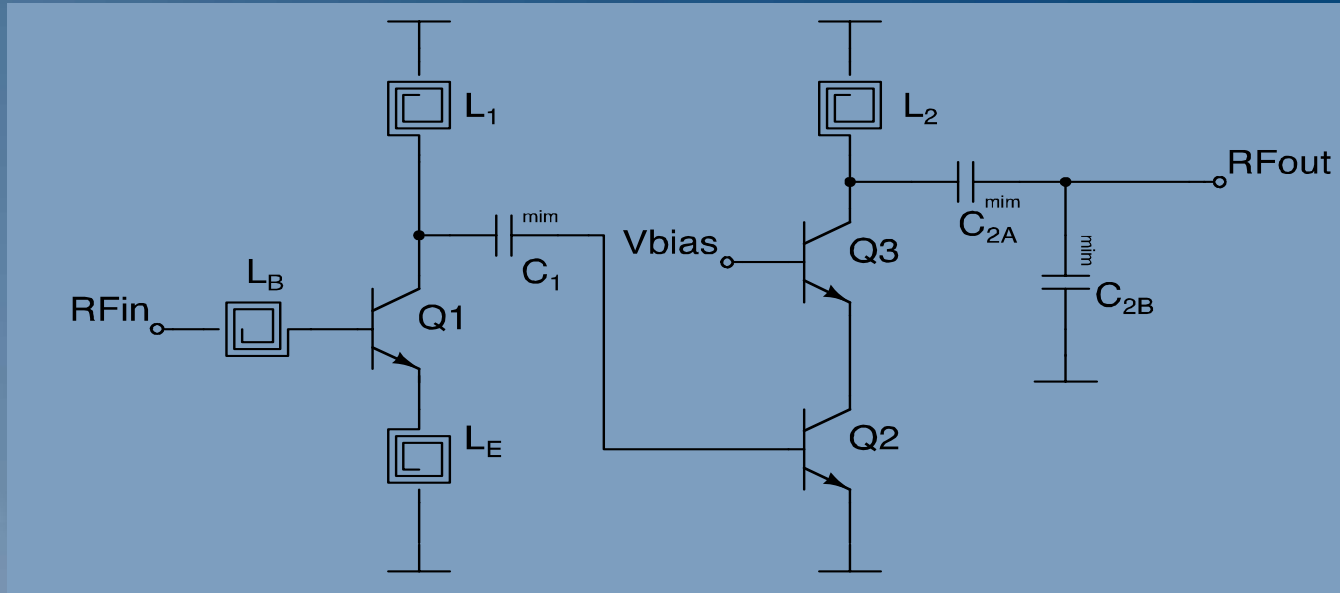 L1
L2
RFout
mim
C2A
mim
C2B
Vbias
Q3
mim
C1
LB
RFin
Q1
LE
Q2